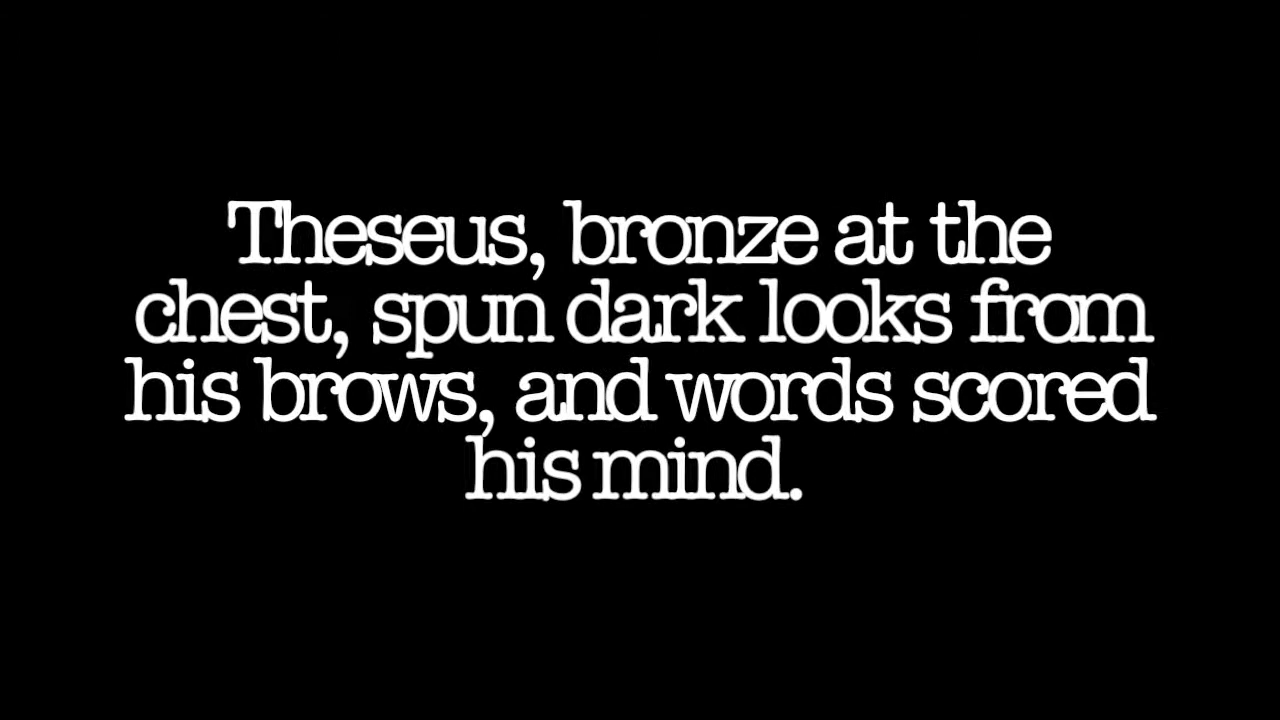 Theseus, bronze at the
chest, spun dark looks from
his brows, and words scored
his mind.